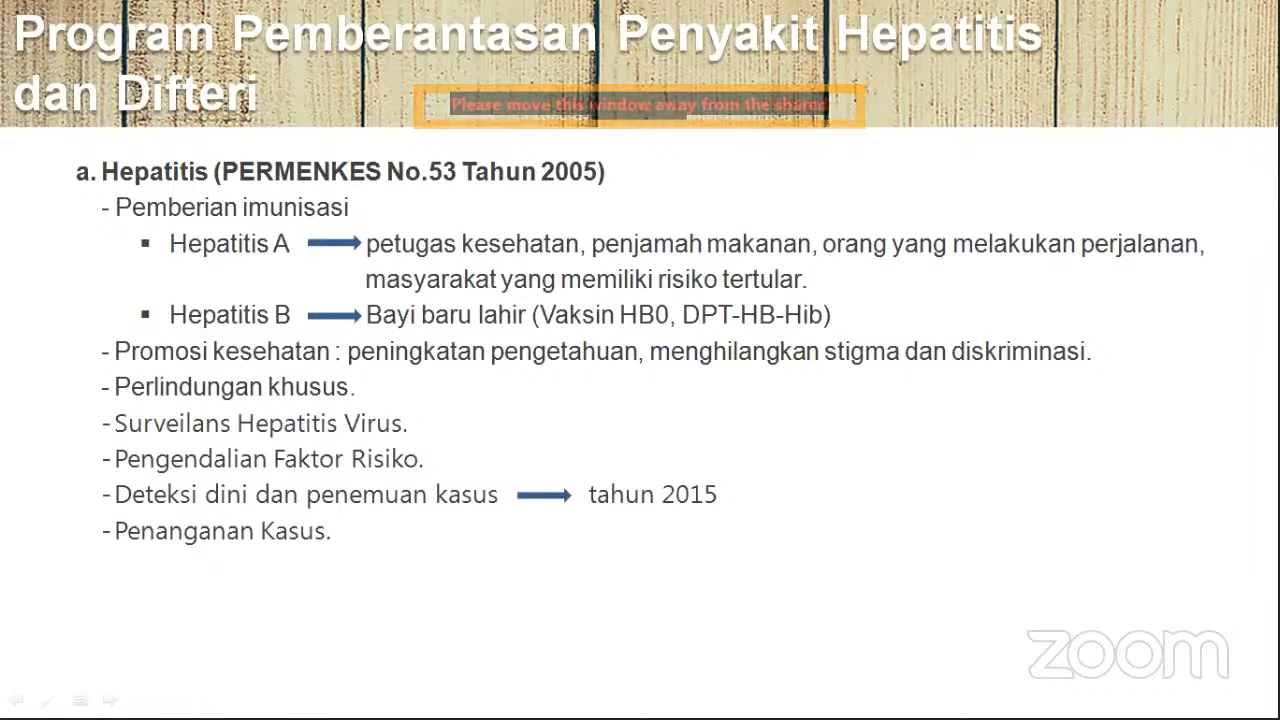 Program Pemberantasan Penyakit Hepatitis
dan Difteri
Please move this window away from the shared
a. Hepatitis (PERMENKES No.53 Tahun 2005)
- Pemberian imunisasi
▪ Hepatitis A petugas kesehatan, penjamah makanan, orang yang melakukan perjalanan,
masyarakat yang memiliki risiko tertular.
▪ Hepatitis B Bayi baru lahir (Vaksin HB0, DPT-HB-Hib)
- Promosi kesehatan : peningkatan pengetahuan, menghilangkan stigma dan diskriminasi.
- Perlindungan khusus.
- Surveilans Hepatitis Virus.
- Pengendalian Faktor Risiko.
- Deteksi dini dan penemuan kasus tahun 2015
- Penanganan Kasus.
zoom